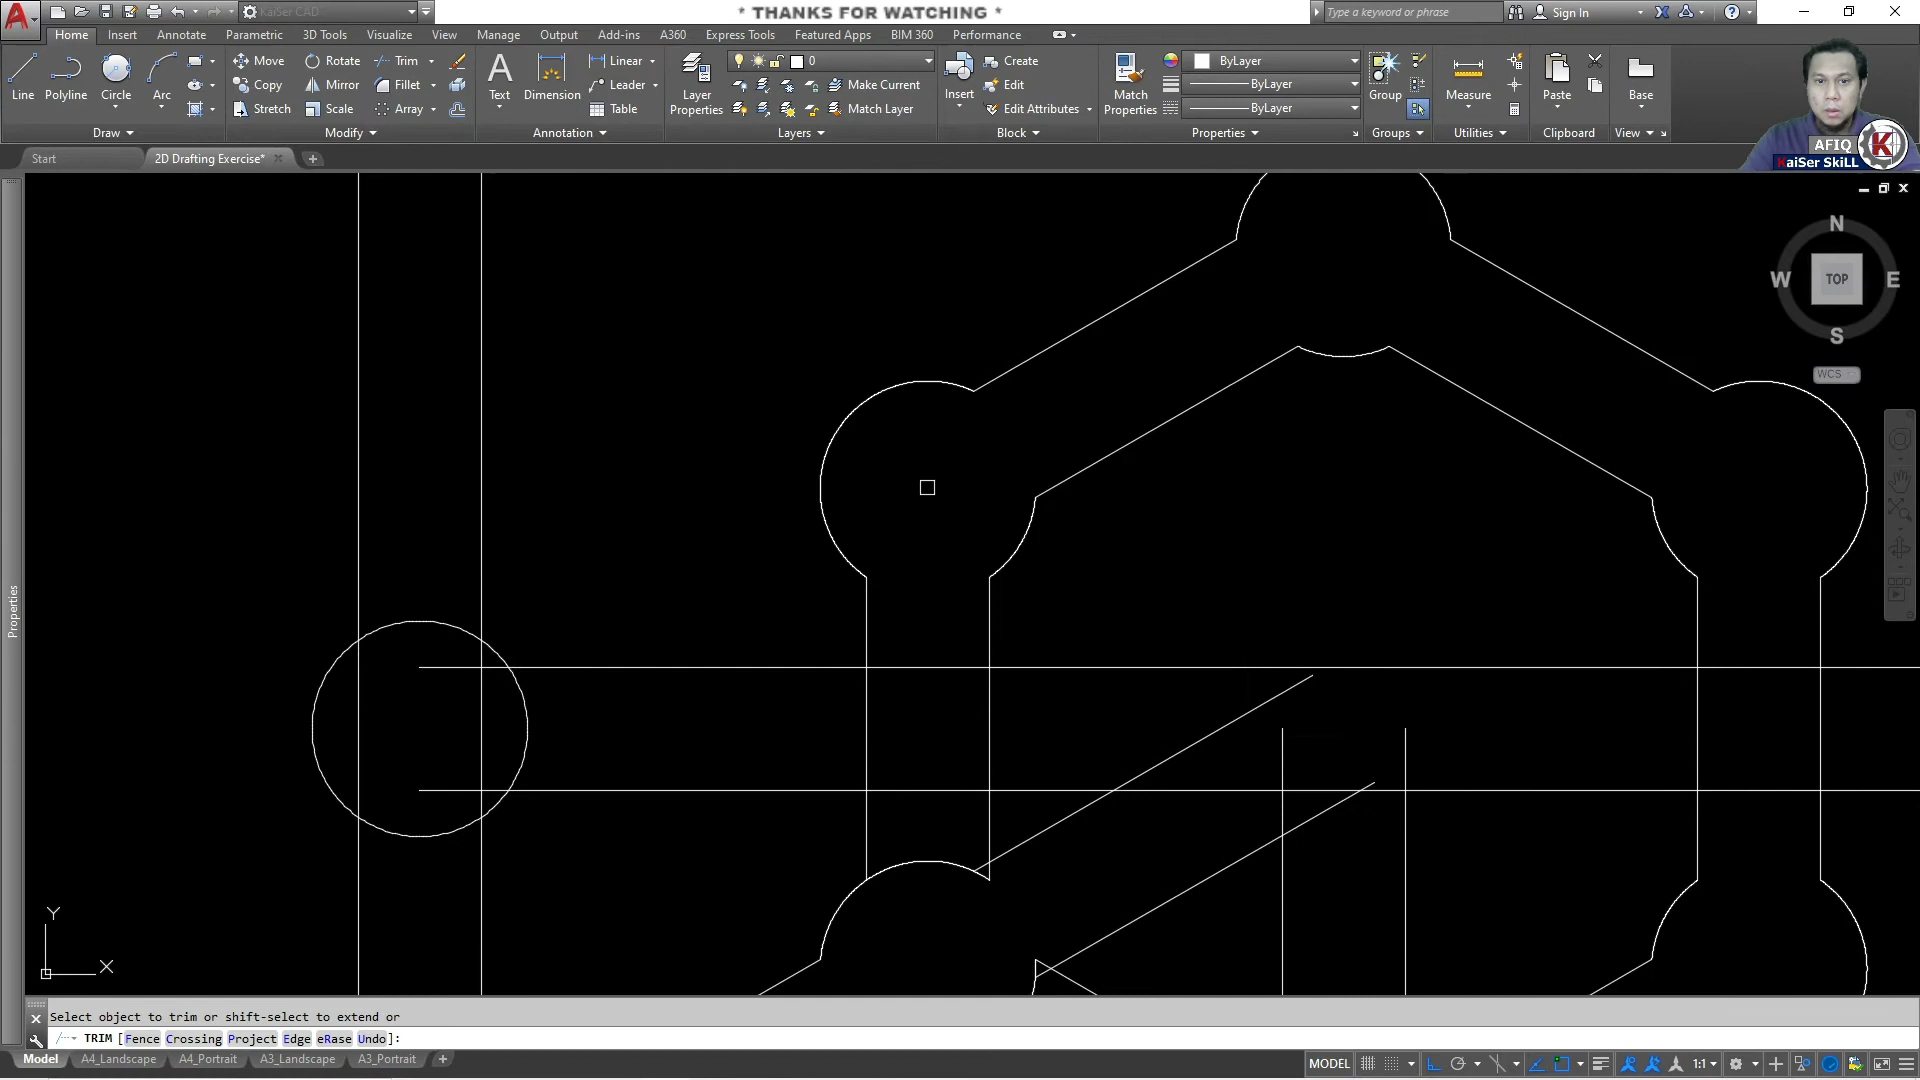 KaiSer CAD
* THANKS FOR WATCHING *
Type a keyword or phrase
Sign In
Home Insert Annotate Parametric 3D Tools Visualize View Manage Output Add-ins A360 Express Tools Featured Apps BIM 360 Performance
Line Polyline Circle Arc
Move Rotate Trim
Copy Mirror Fillet
Stretch Scale Array
Text Dimension
Linear
Leader
Table
Layer Properties
0
Make Current
Match Layer
Insert
Create
Edit
Edit Attributes
Match Properties
ByLayer
ByLayer
ByLayer
Group
Measure
Paste
Base
Draw Modify Annotation Layers Block Properties Groups Utilities Clipboard View
AFIQ
KaiSer SkiLL
K
Start 2D Drafting Exercise*
N
W TOP E
S
WCS
Properties
Y
X
Select object to trim or shift-select to extend or
TRIM [Fence Crossing Project Edge eRase Undo]:
Model A4_Landscape A4_Portrait A3_Landscape A3_Portrait
MODEL 1:1